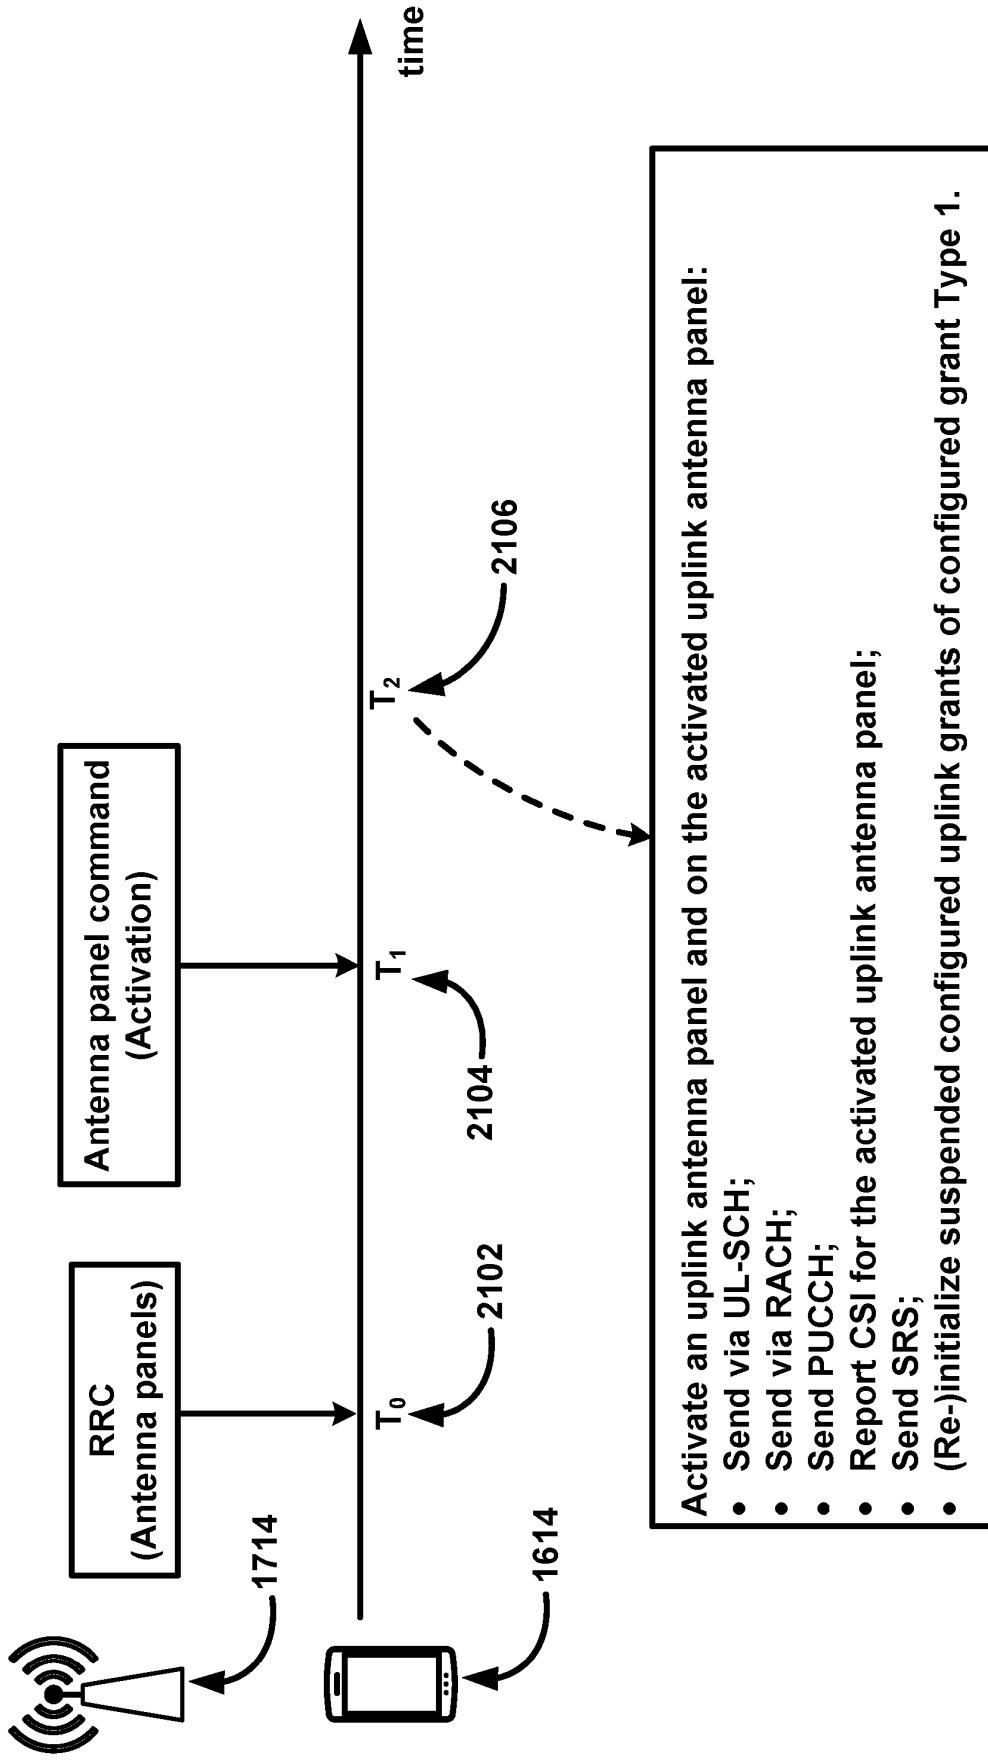 1714
RRC
(Antenna panels)
Antenna panel command
(Activation)
1614
T0
2102
T1
2104
T2
2106
time
Activate an uplink antenna panel and on the activated uplink antenna panel:
• Send via UL-SCH;
• Send via RACH;
• Send PUCCH;
• Report CSI for the activated uplink antenna panel;
• Send SRS;
• (Re-)initialize suspended configured uplink grants of configured grant Type 1.